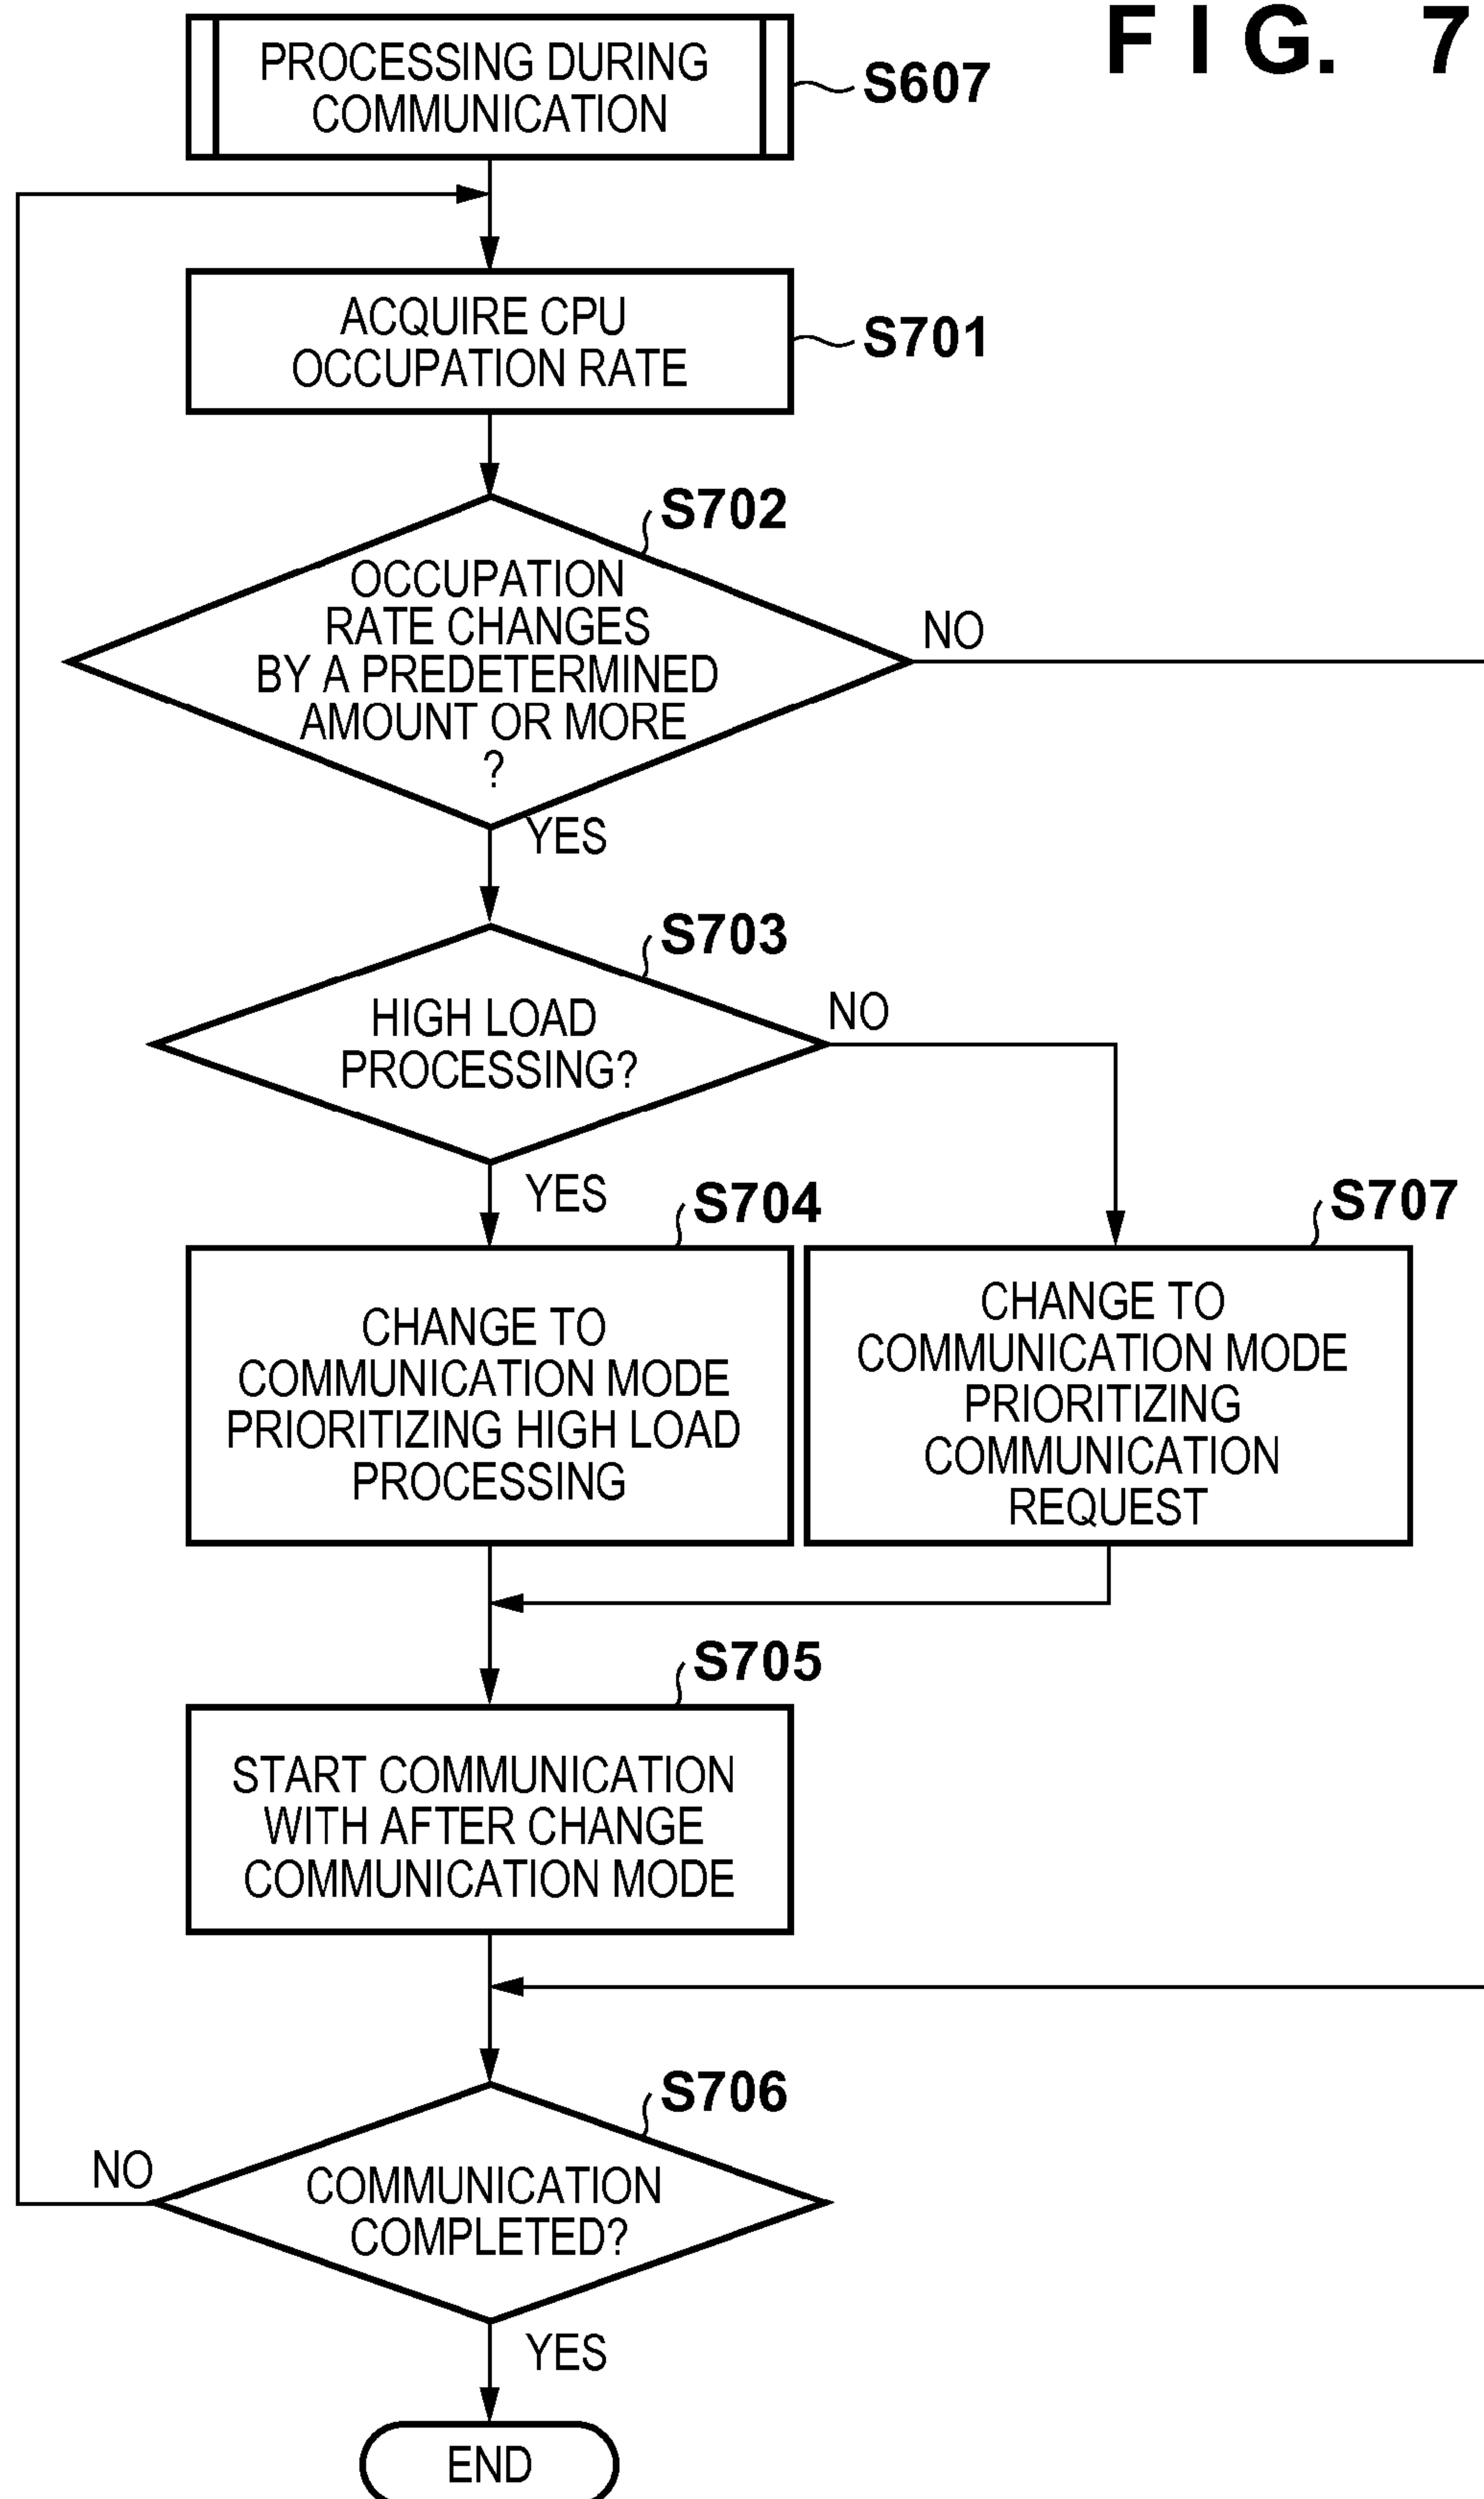 F I G. 7
PROCESSING DURING
COMMUNICATION
S607
ACQUIRE CPU
OCCUPATION RATE
S701
S702
OCCUPATION
RATE CHANGES
BY A PREDETERMINED
AMOUNT OR MORE
?
NO
YES
S703
HIGH LOAD
PROCESSING?
NO
YES
S704
CHANGE TO
COMMUNICATION MODE
PRIORITIZING HIGH LOAD
PROCESSING
S707
CHANGE TO
COMMUNICATION MODE
PRIORITIZING
COMMUNICATION
REQUEST
S705
START COMMUNICATION
WITH AFTER CHANGE
COMMUNICATION MODE
S706
NO
COMMUNICATION
COMPLETED?
YES
END